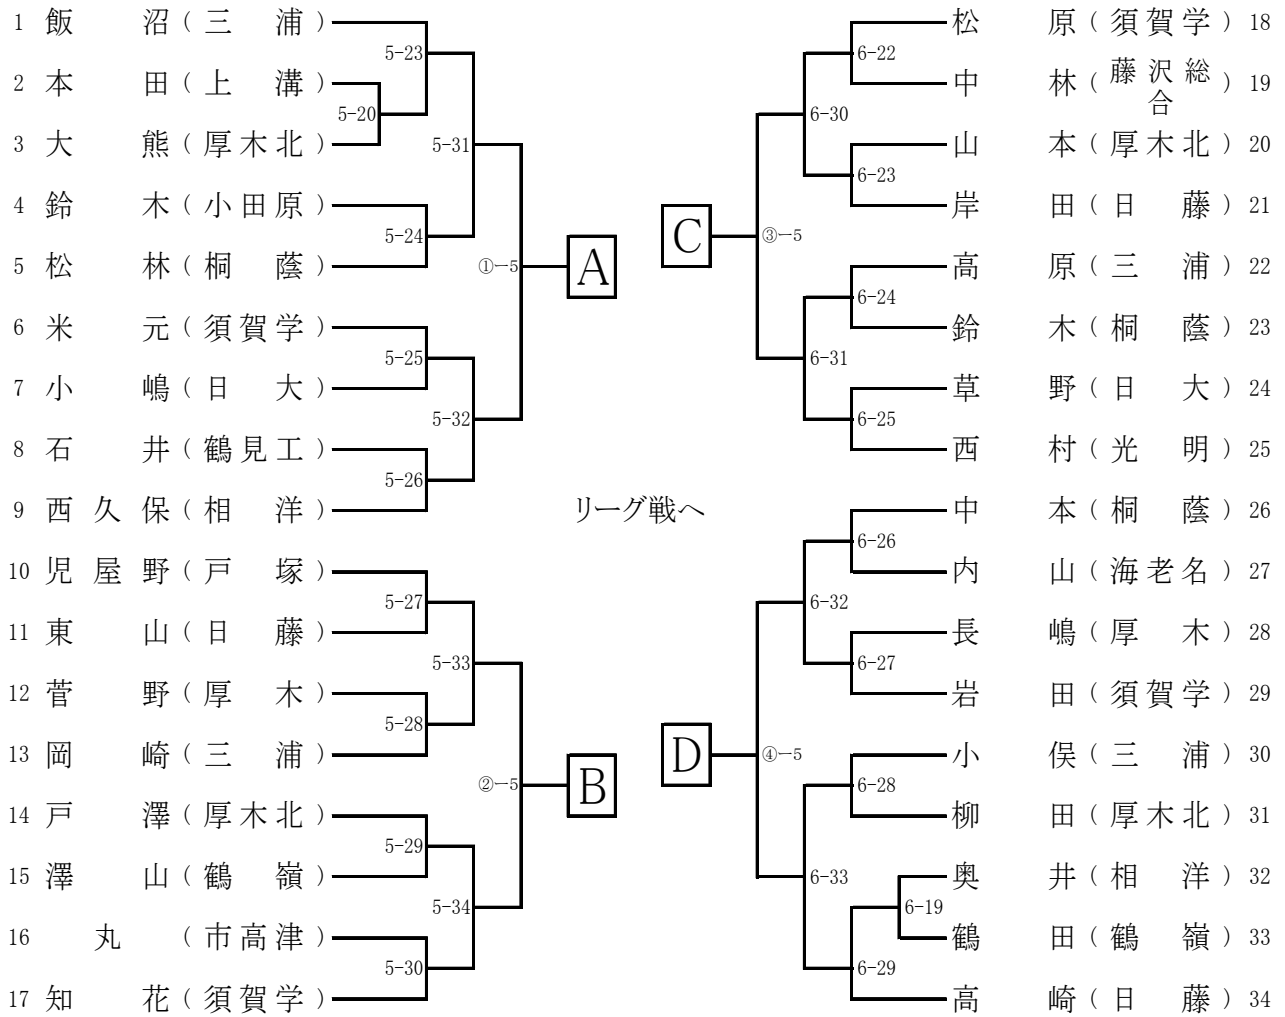 1 飯沼(三浦)
5-23
2 本田(上溝)
5-20
3 大熊(厚木北)
5-31
4 鈴木(小田原)
5-24
5 松林(桐蔭)
①-5
A
6 米元(須賀学)
5-25
7 小嶋(日大)
5-32
8 石井(鶴見工)
5-26
9 西久保(相洋)
10 児屋野(戸塚)
5-27
11 東山(日藤)
5-33
12 菅野(厚木)
5-28
13 岡崎(三浦)
②-5
B
14 戸澤(厚木北)
5-29
15 澤山(鶴嶺)
5-34
16 丸(市高津)
5-30
17 知花(須賀学)
リーグ戦へ
松原(須賀学) 18
6-22
中林(藤沢総合) 19
6-30
山本(厚木北) 20
6-23
岸田(日藤) 21
C
③-5
高原(三浦) 22
6-24
鈴木(桐蔭) 23
6-31
草野(日大) 24
6-25
西村(光明) 25
中本(桐蔭) 26
6-26
内山(海老名) 27
6-32
長嶋(厚木) 28
6-27
岩田(須賀学) 29
D
④-5
小俣(三浦) 30
6-28
柳田(厚木北) 31
6-33
奥井(相洋) 32
6-19
鶴田(鶴嶺) 33
6-29
高崎(日藤) 34